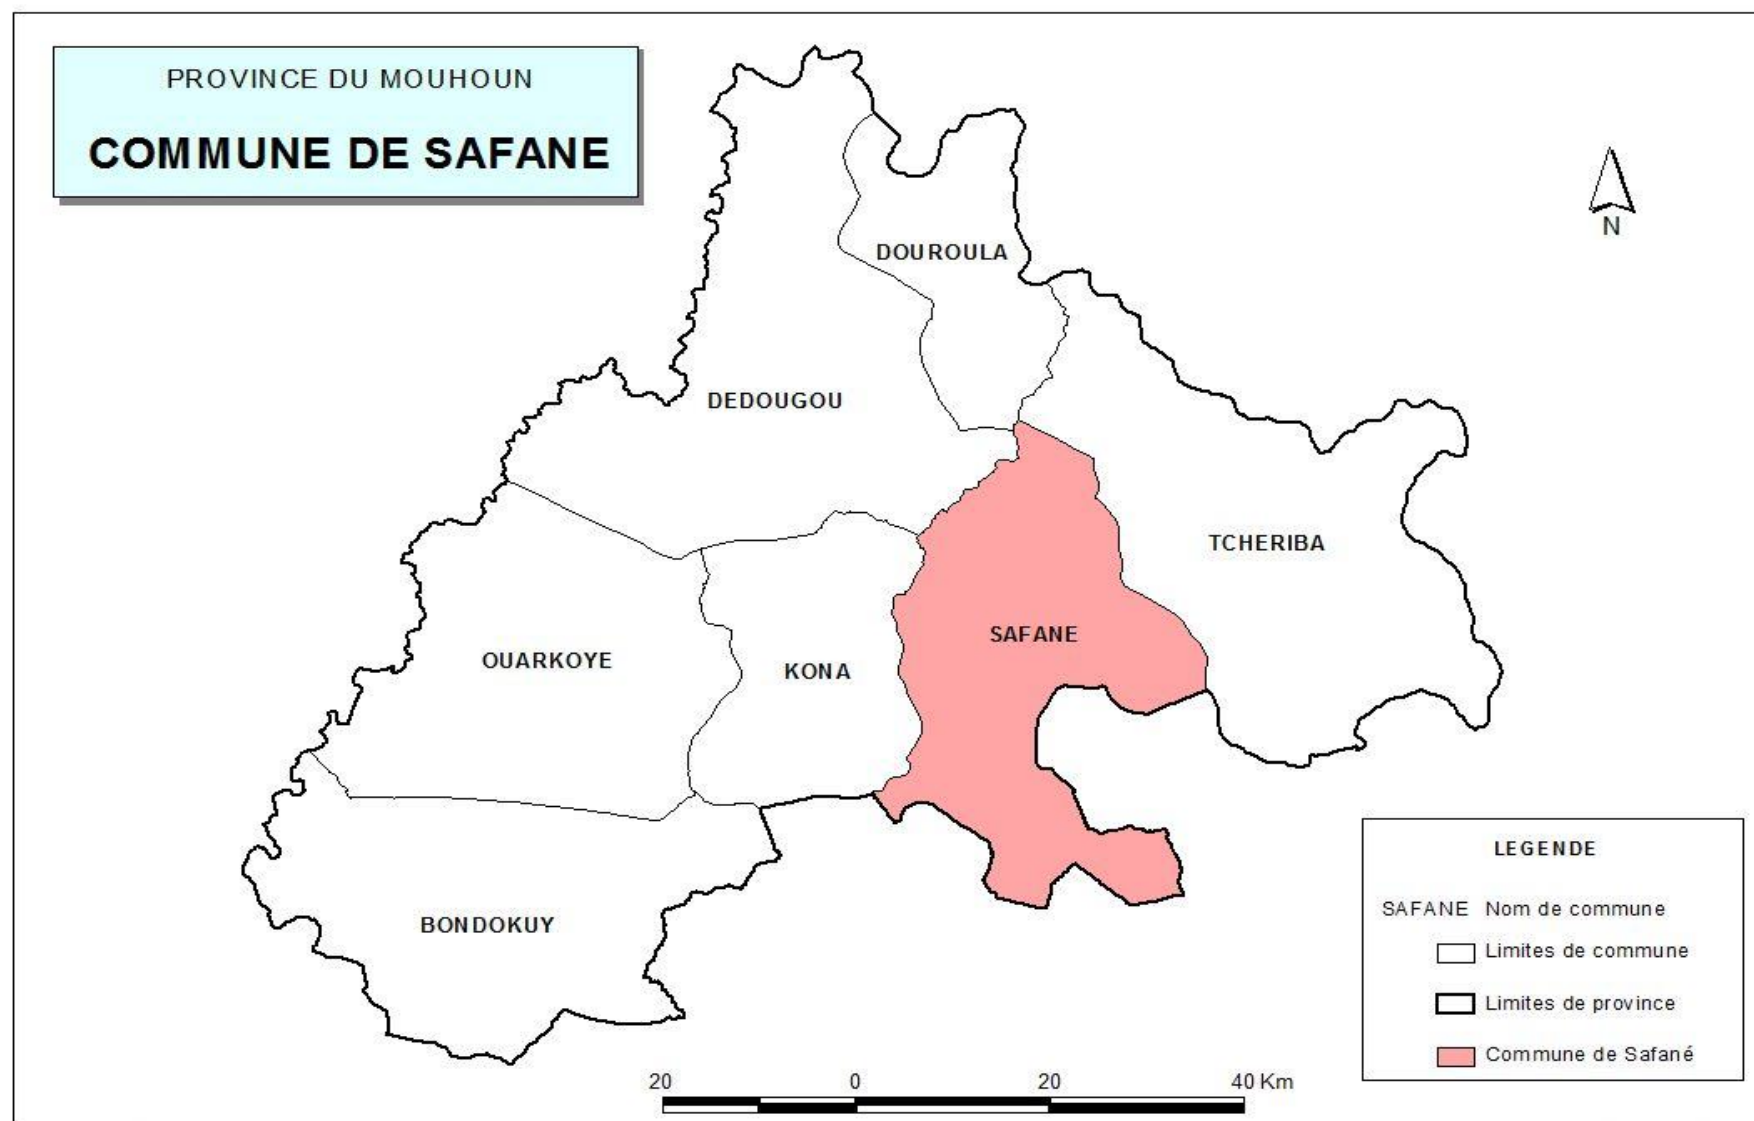 PROVINCE DU MOUHOUN
COMMUNE DE SAFANE
N
DOUROULA
DEDOUGOU
TCHERIBA
SAFANE
OUARKOYE
KONA
BONDOKUY
LEGENDE
SAFANE Nom de commune
Limites de commune
Limites de province
Commune de Safané
20 0 20 40 Km